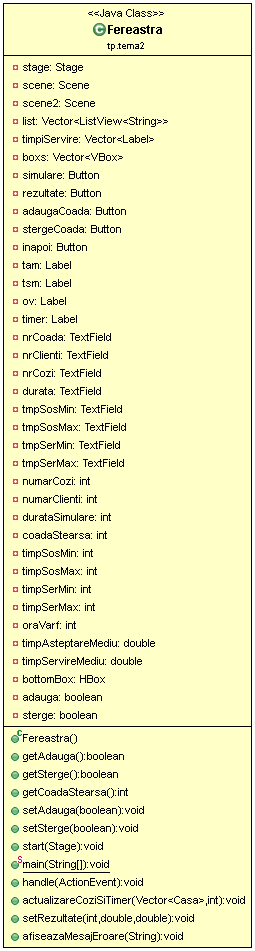 <<Java Class>>
Fereastra
tp.tema2
stage: Stage
scene: Scene
scene2: Scene
list: Vector<ListView<String>>
timpiServire: Vector<Label>
boxs: Vector<VBox>
simulare: Button
rezultate: Button
adaugaCoada: Button
stergeCoada: Button
inapoi: Button
tam: Label
tsm: Label
ov: Label
timer: Label
nrCoada: TextField
nrClienti: TextField
nrCozi: TextField
durata: TextField
tmpSosMin: TextField
tmpSosMax: TextField
tmpSerMin: TextField
tmpSerMax: TextField
numarCozi: int
numarClienti: int
durataSimulare: int
coadaStearsa: int
timpSosMin: int
timpSosMax: int
timpSerMin: int
timpSerMax: int
oraVarf: int
timpAsteptareMediu: double
timpServireMediu: double
bottomBox: HBox
adauga: boolean
sterge: boolean
Fereastra()
getAdauga():boolean
getSterge():boolean
getCoadaStearsa():int
setAdauga(boolean):void
setSterge(boolean):void
start(Stage):void
main(String[]):void
handle(ActionEvent):void
actualizareCoziSiTimer(Vector<Casa>,int):void
setRezultate(int,double,double):void
afiseazaMesajEroare(String):void